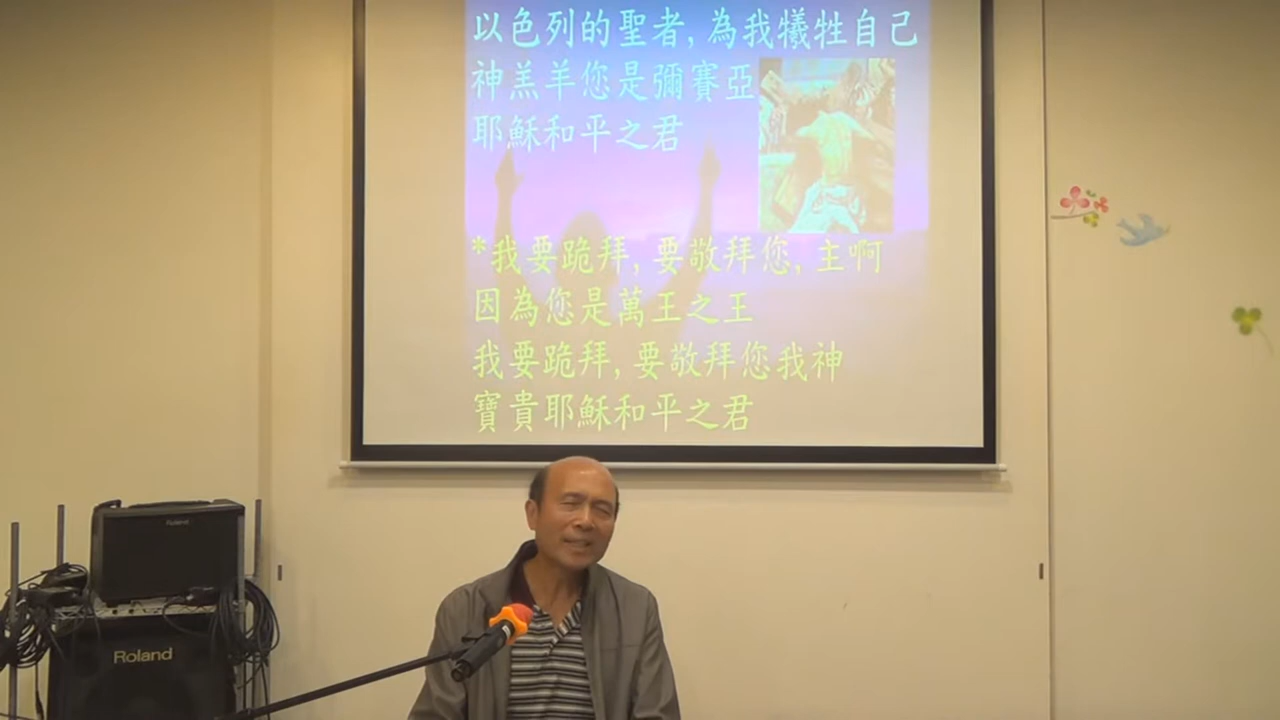 以色列的聖者, 為我犧牲自己
神羔羊您是彌賽亞
耶穌和平之君
*我要跪拜, 要敬拜您, 主啊
因為您是萬王之王
我要跪拜, 要敬拜您我神
寶貴耶穌和平之君
Roland
Roland